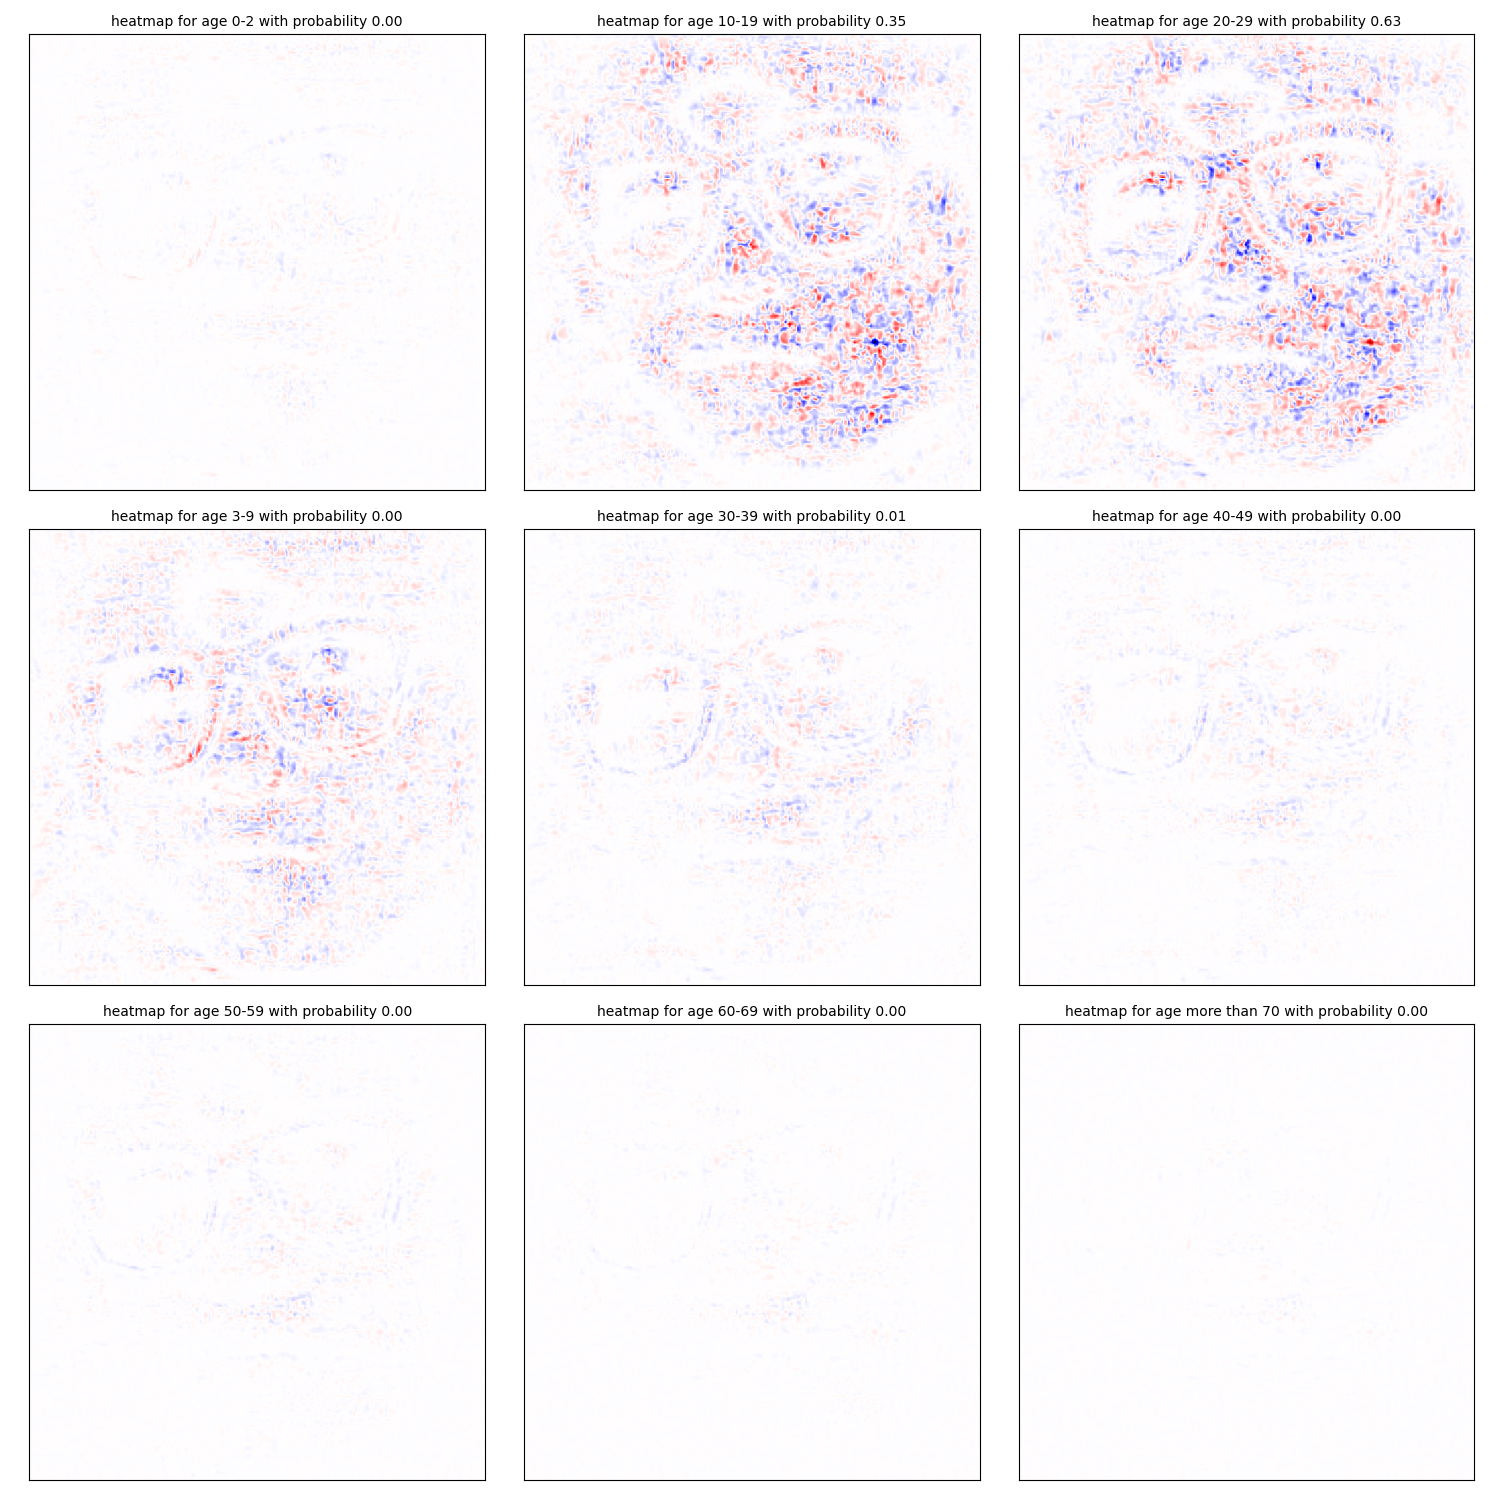 heatmap for age 0-2 with probability 0.00
heatmap for age 10-19 with probability 0.35
heatmap for age 20-29 with probability 0.63
heatmap for age 3-9 with probability 0.00
heatmap for age 30-39 with probability 0.01
heatmap for age 40-49 with probability 0.00
heatmap for age 50-59 with probability 0.00
heatmap for age 60-69 with probability 0.00
heatmap for age more than 70 with probability 0.00